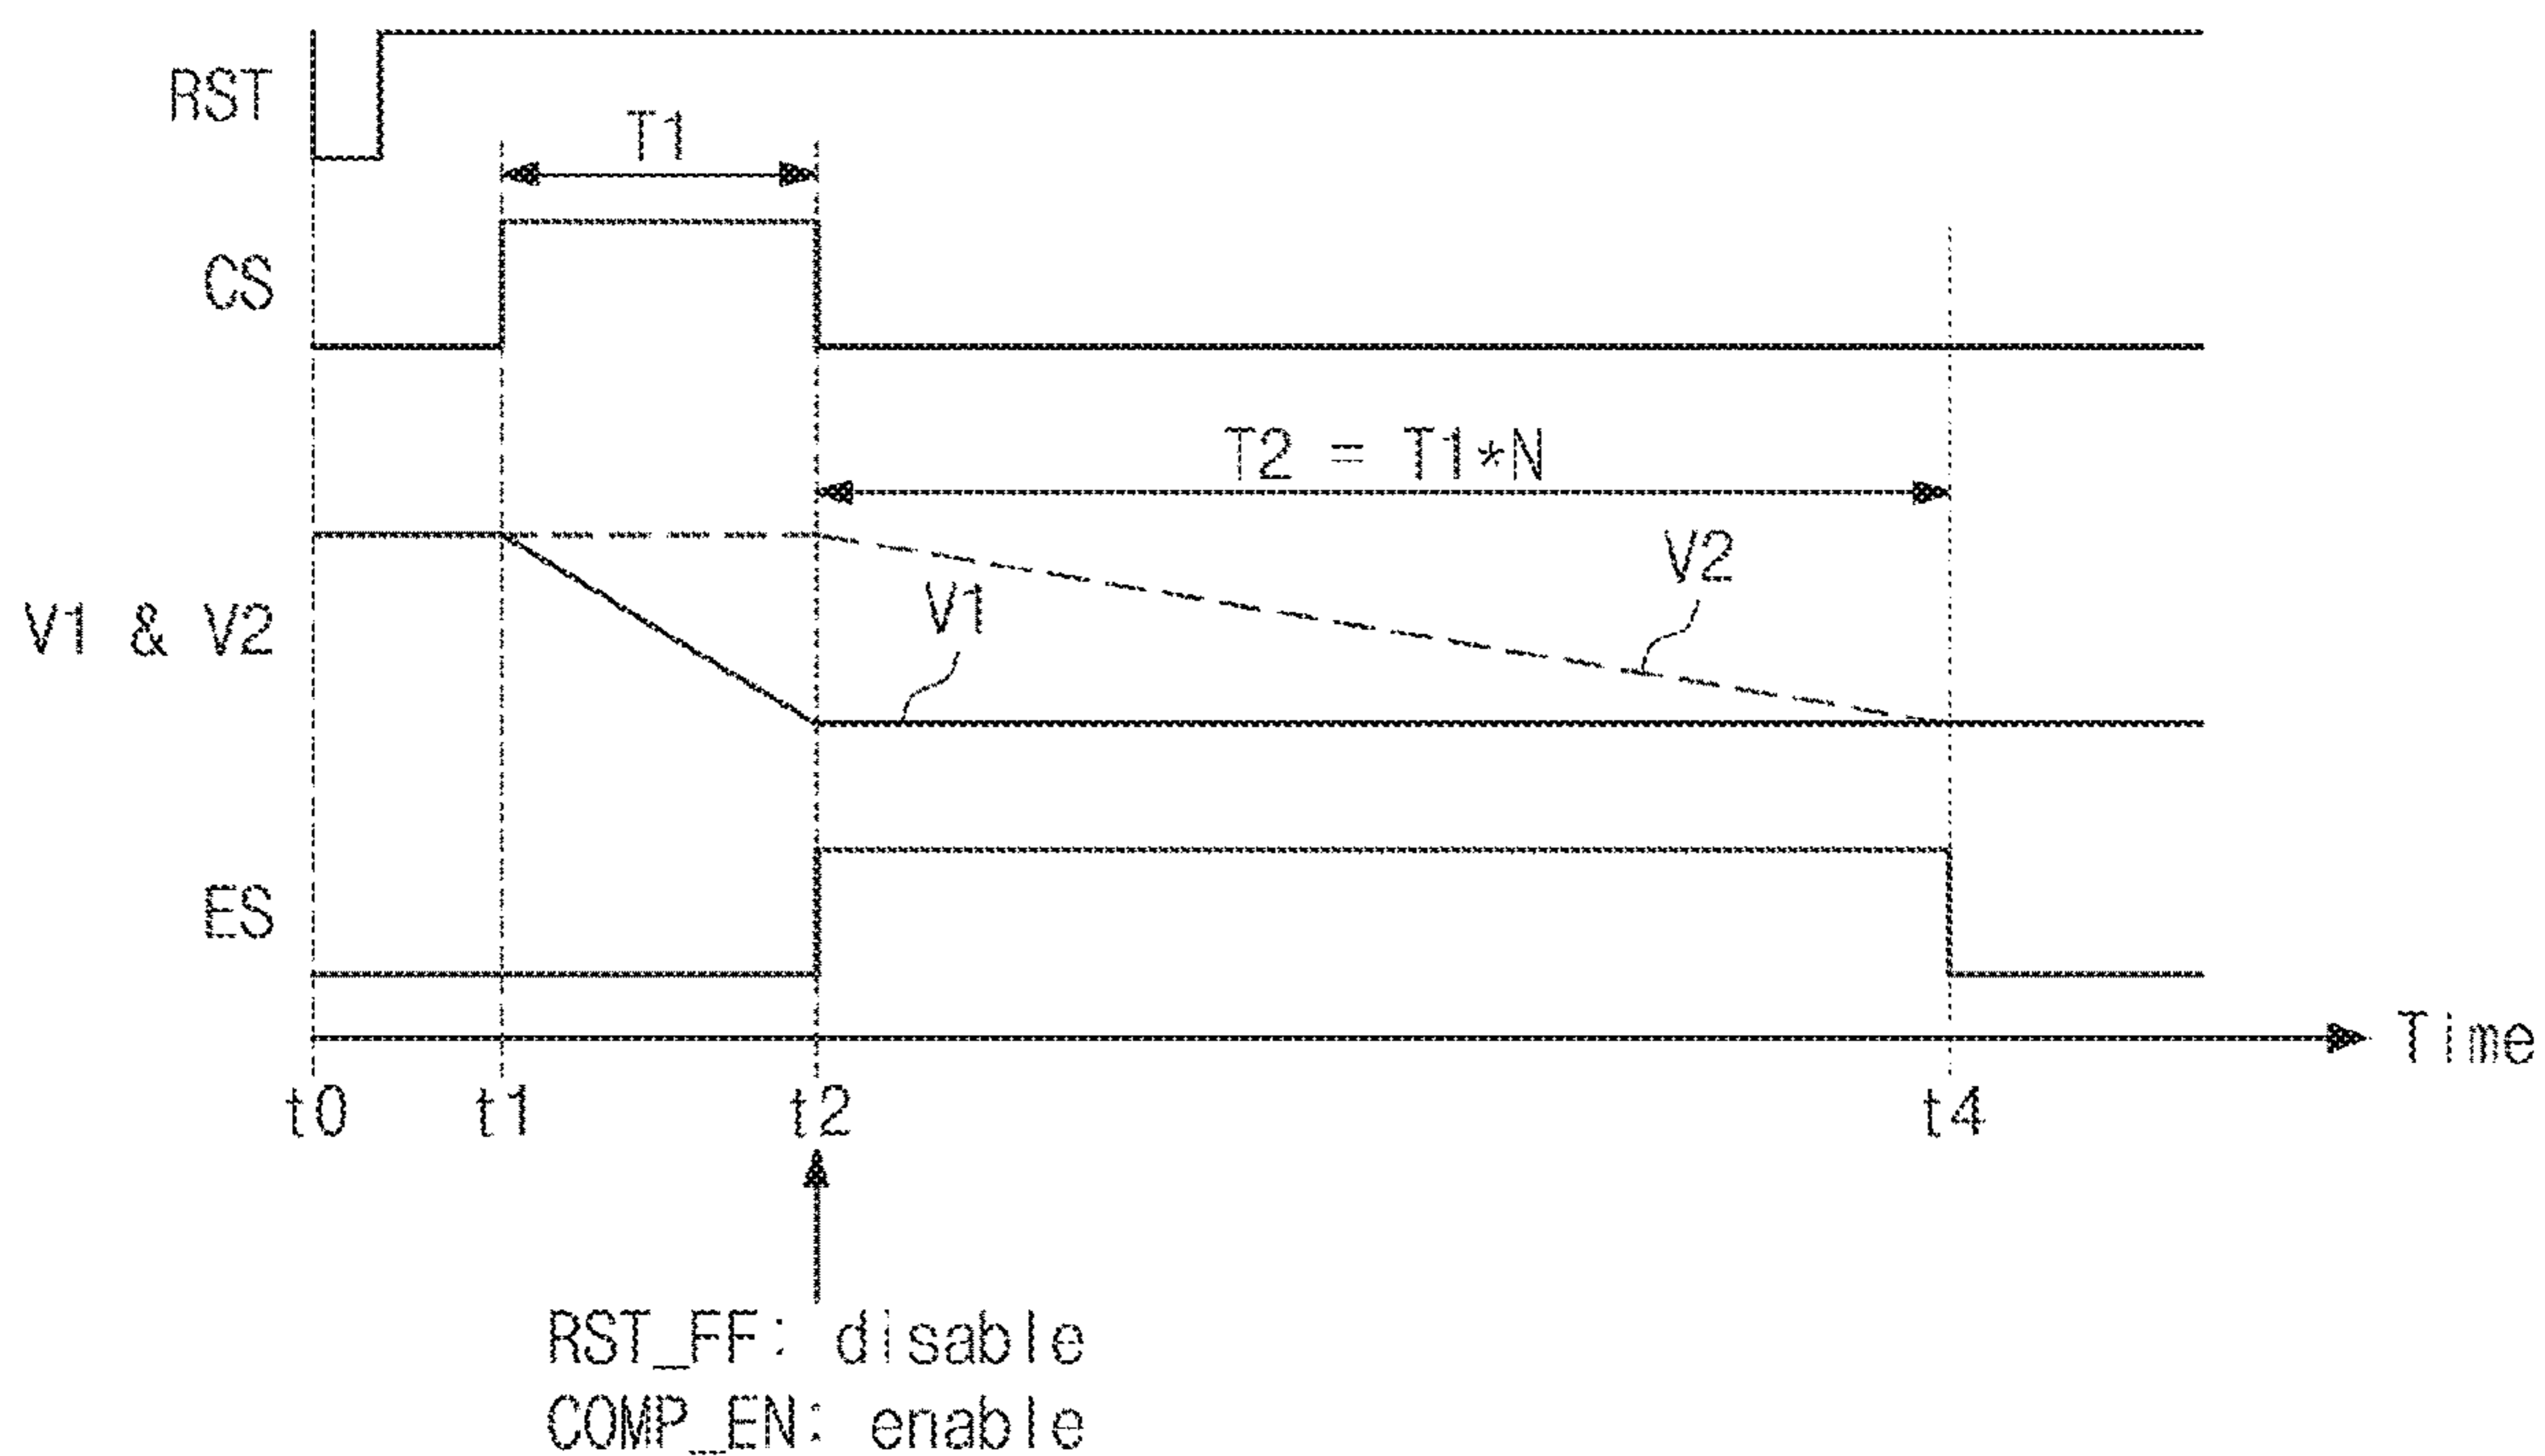 RST
T1
CS
T2 = T1*N
V2
V1
V1 & V2
ES
Time
t0 t1 t2 t4
RST_FF: disable
COMP_EN: enable